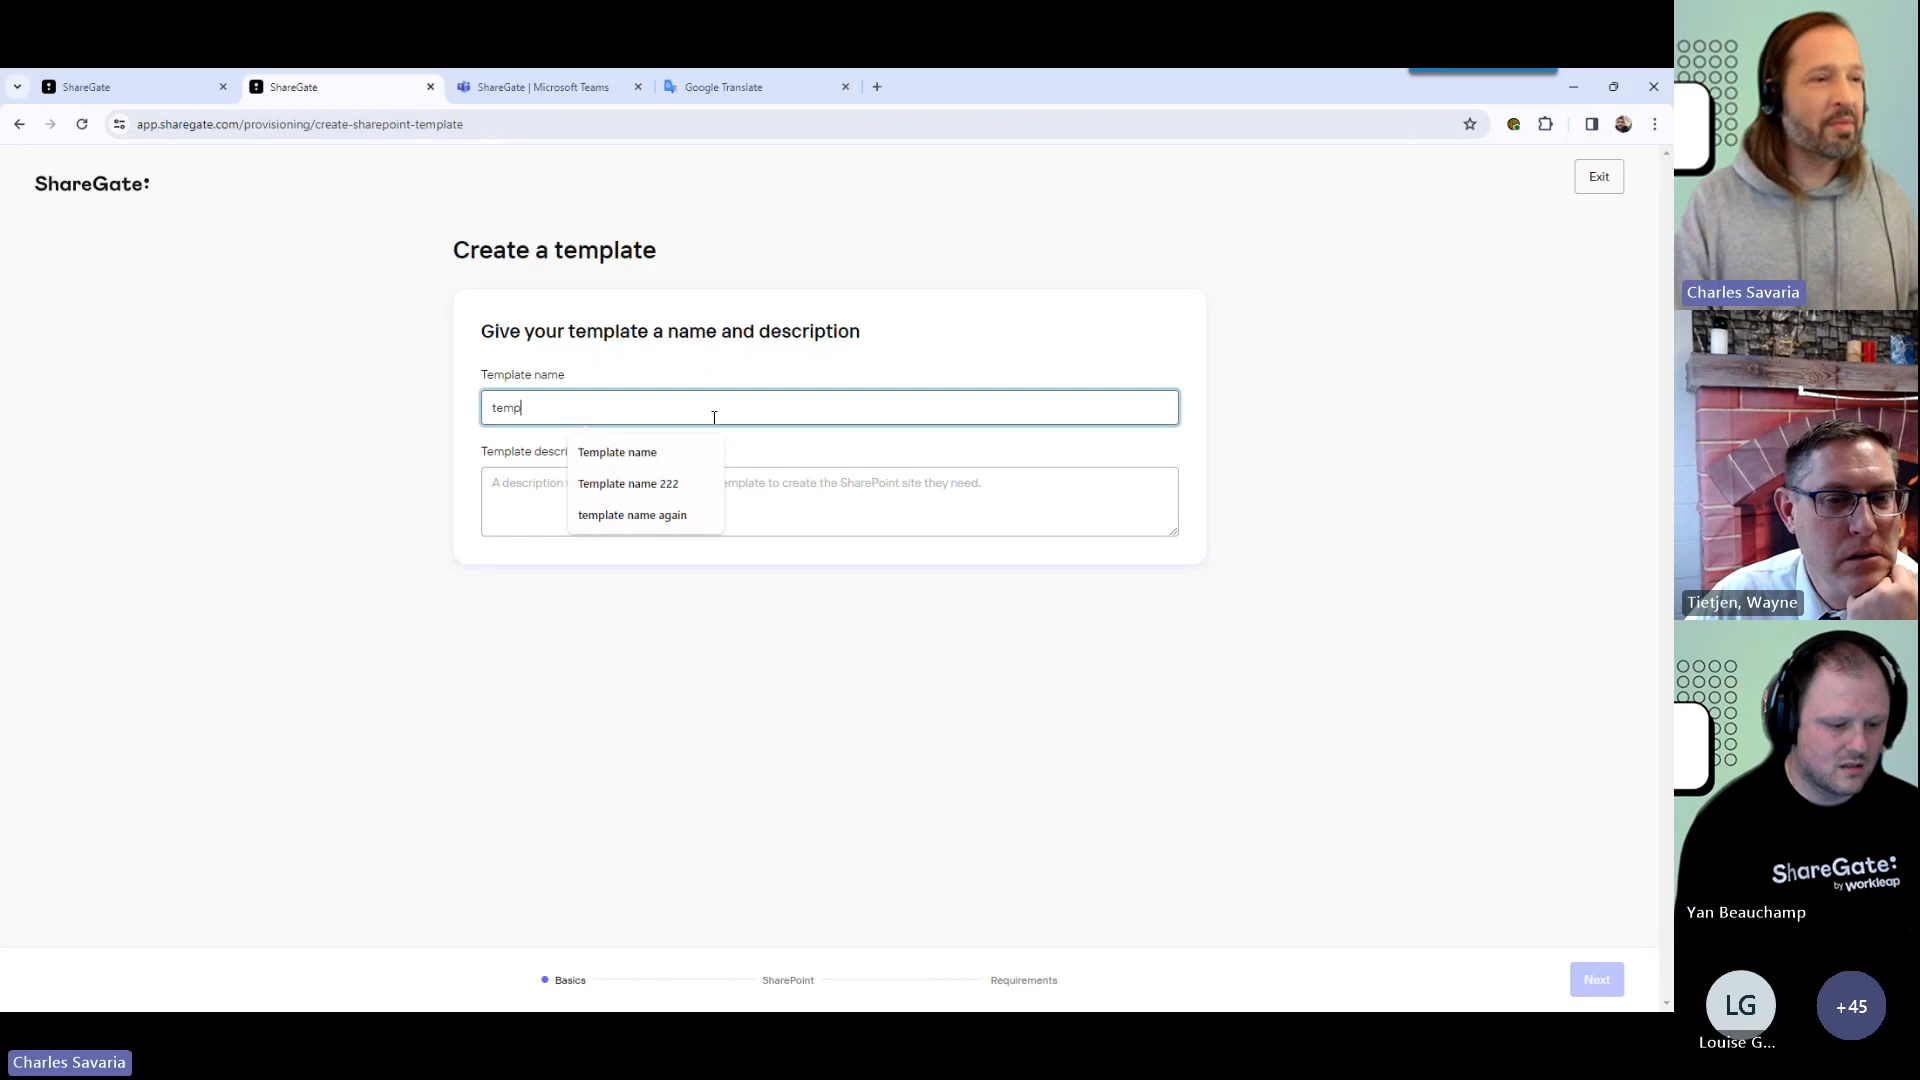 ShareGate
ShareGate
ShareGate | Microsoft Teams
Google Translate
app.sharegate.com/provisioning/create-sharepoint-template
ShareGate:
Exit
Create a template
Give your template a name and description
Template name
temp
Template descri
Template name
A description
emplate to create the SharePoint site they need.
Template name 222
template name again
Basics
SharePoint
Requirements
Next
Charles Savaria
Charles Savaria
Tietjen, Wayne
ShareGate:
by workleap
Yan Beauchamp
LG
+45
Louise G...